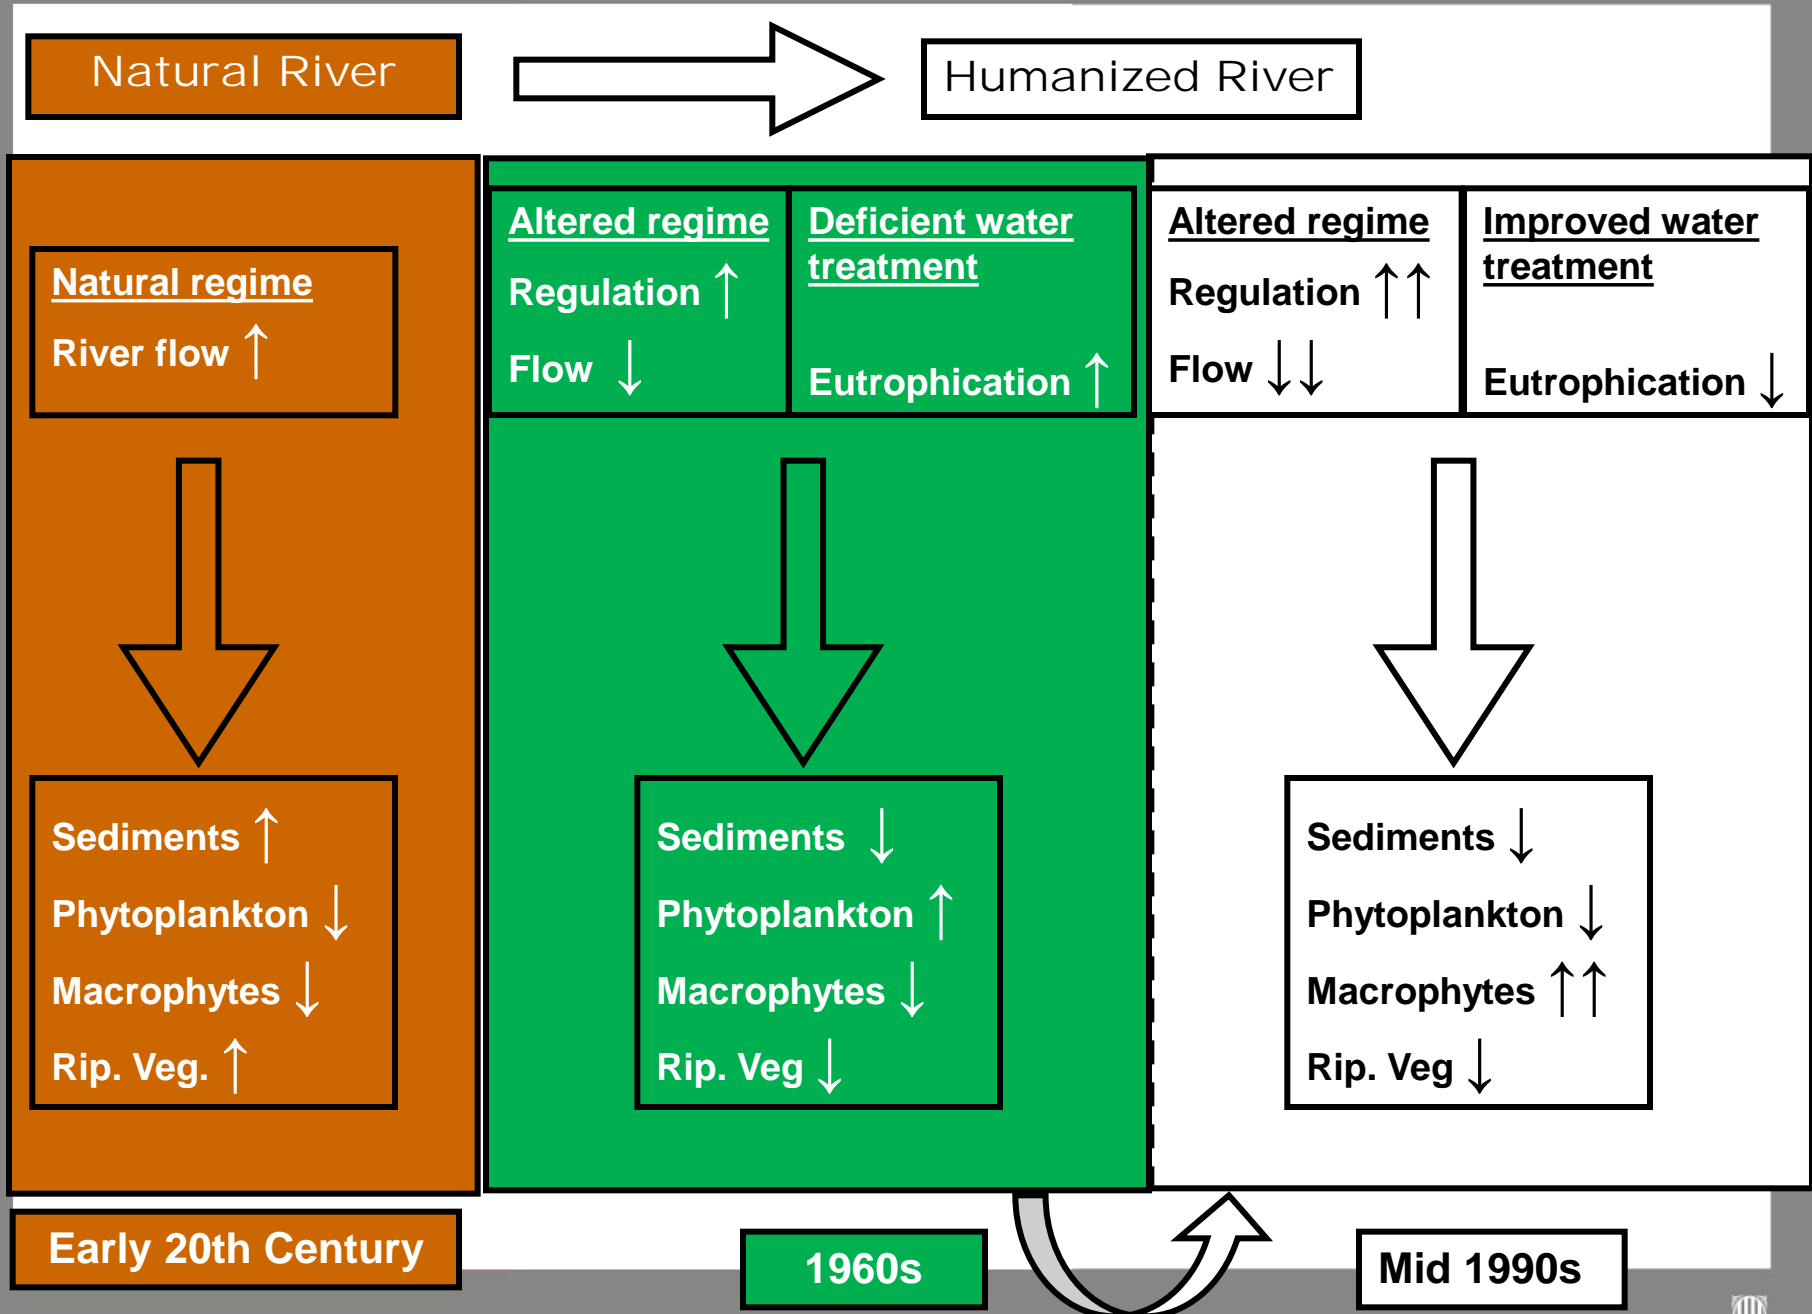 Natural River
Humanized River
Natural regime
River flow ↑
Altered regime
Regulation ↑
Flow ↓
Deficient water
treatment
Eutrophication ↑
Altered regime
Regulation ↑↑
Flow ↓↓
Improved water
treatment
Eutrophication ↓
Sediments ↑
Phytoplankton ↓
Macrophytes ↓
Rip. Veg. ↑
Sediments ↓
Phytoplankton ↑
Macrophytes ↓
Rip. Veg ↓
Sediments ↓
Phytoplankton ↓
Macrophytes ↑↑
Rip. Veg ↓
Early 20th Century
1960s
Mid 1990s